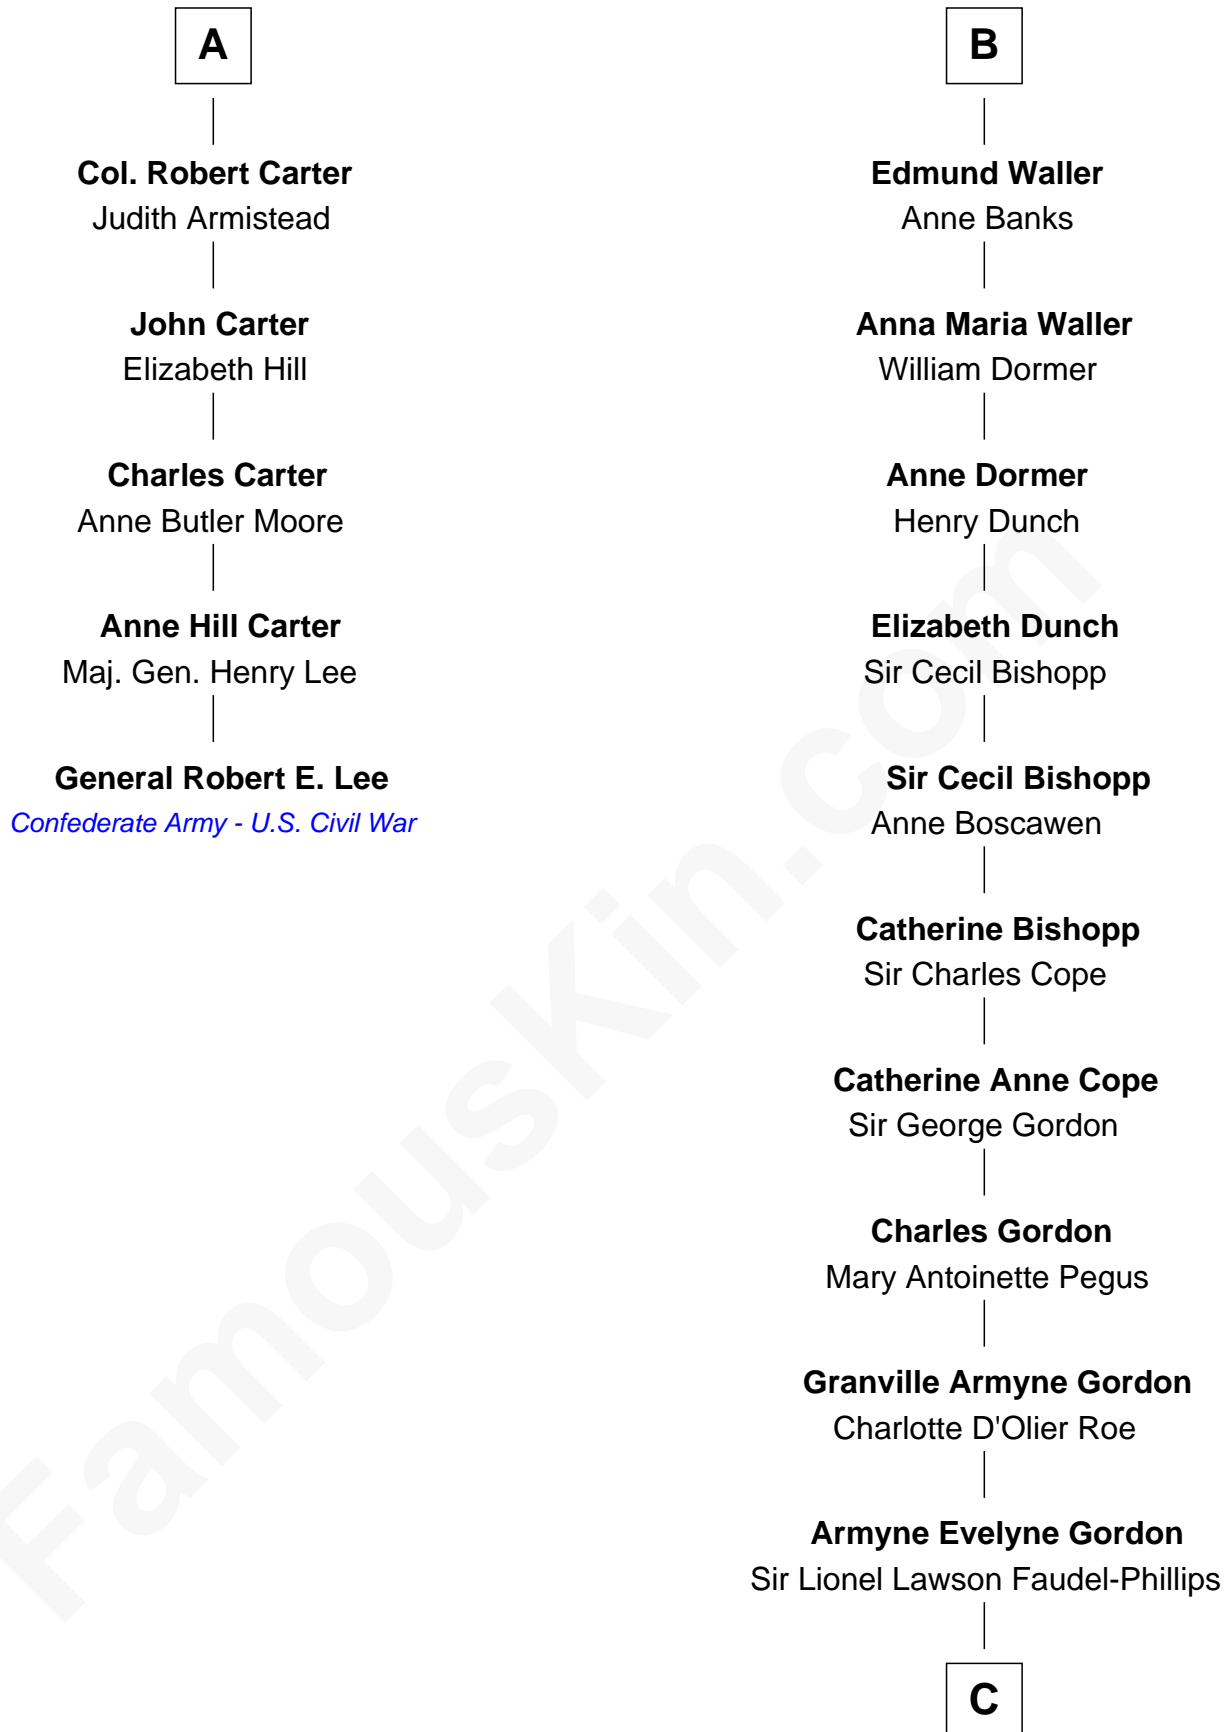 A
Col. Robert Carter
Judith Armistead
John Carter
Elizabeth Hill
Charles Carter
Anne Butler Moore
Anne Hill Carter
Maj. Gen. Henry Lee
General Robert E. Lee
Confederate Army - U.S. Civil War
B
Edmund Waller
Anne Banks
Anna Maria Waller
William Dormer
Anne Dormer
Henry Dunch
Elizabeth Dunch
Sir Cecil Bishopp
Sir Cecil Bishopp
Anne Boscawen
Catherine Bishopp
Sir Charles Cope
Catherine Anne Cope
Sir George Gordon
Charles Gordon
Mary Antoinette Pegus
Granville Armyne Gordon
Charlotte D'Olier Roe
Armyne Evelyne Gordon
Sir Lionel Lawson Faudel-Phillips
C
FamousKin.com